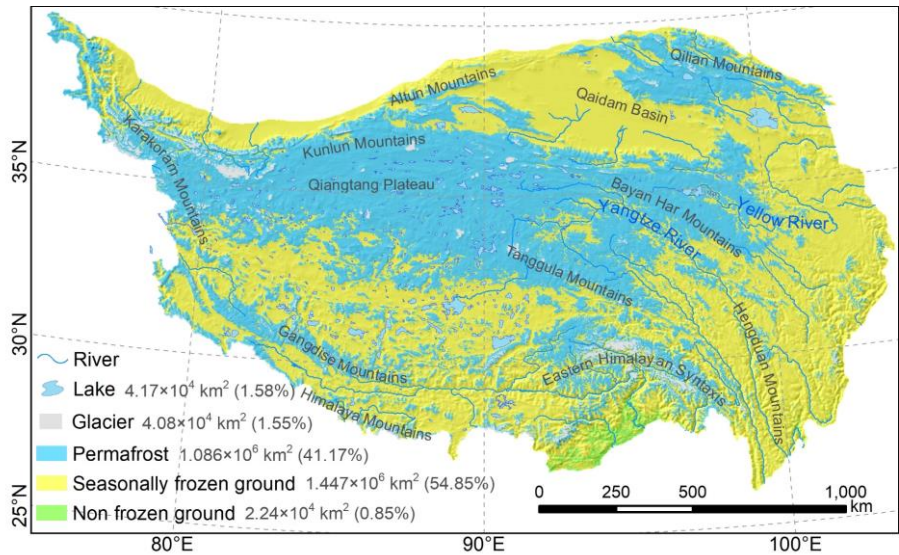 Qilian Mountains
Altun Mountains
Qaidam Basin
Karakoram Mountains
Kunlun Mountains
Qiangtang Plateau
Bayan Har Mountains
Yellow River
Yangtze River
Tanggula Mountains
Hengduan Mountains
Gangdise Mountains
Eastern Himalayan Syntaxis
Himalaya Mountains
35°N
30°N
25°N
River
Lake 4.17×10⁴ km² (1.58%)
Glacier 4.08×10⁴ km² (1.55%)
Permafrost 1.086×10⁶ km² (41.17%)
Seasonally frozen ground 1.447×10⁶ km² (54.85%)
Non frozen ground 2.24×10⁴ km² (0.85%)
0 250 500 1,000
km
80°E 90°E 100°E